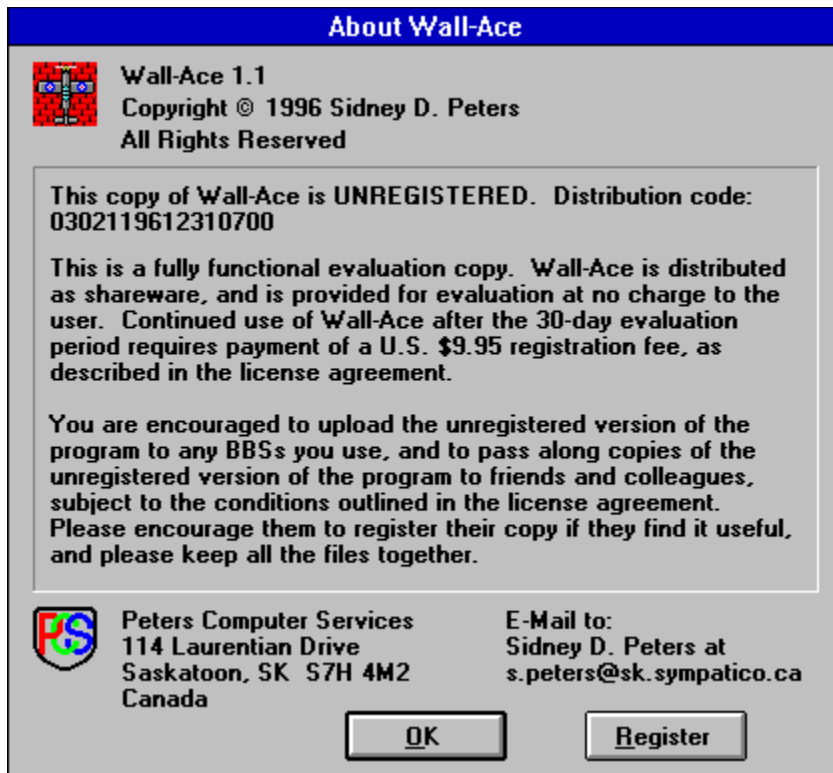 About Wall-Ace
Wall-Ace 1.1
Copyright © 1996 Sidney D. Peters
All Rights Reserved
This copy of Wall-Ace is UNREGISTERED.  Distribution code:
0302119612310700
This is a fully functional evaluation copy.  Wall-Ace is distributed
as shareware, and is provided for evaluation at no charge to the
user.  Continued use of Wall-Ace after the 30-day evaluation
period requires payment of a U.S. $9.95 registration fee, as
described in the license agreement.
You are encouraged to upload the unregistered version of the
program to any BBSs you use, and to pass along copies of the
unregistered version of the program to friends and colleagues,
subject to the conditions outlined in the license agreement.
Please encourage them to register their copy if they find it useful,
and please keep all the files together.
PCS
Peters Computer Services
114 Laurentian Drive
Saskatoon, SK  S7H 4M2
Canada
E-Mail to:
Sidney D. Peters at
s.peters@sk.sympatico.ca
OK
Register